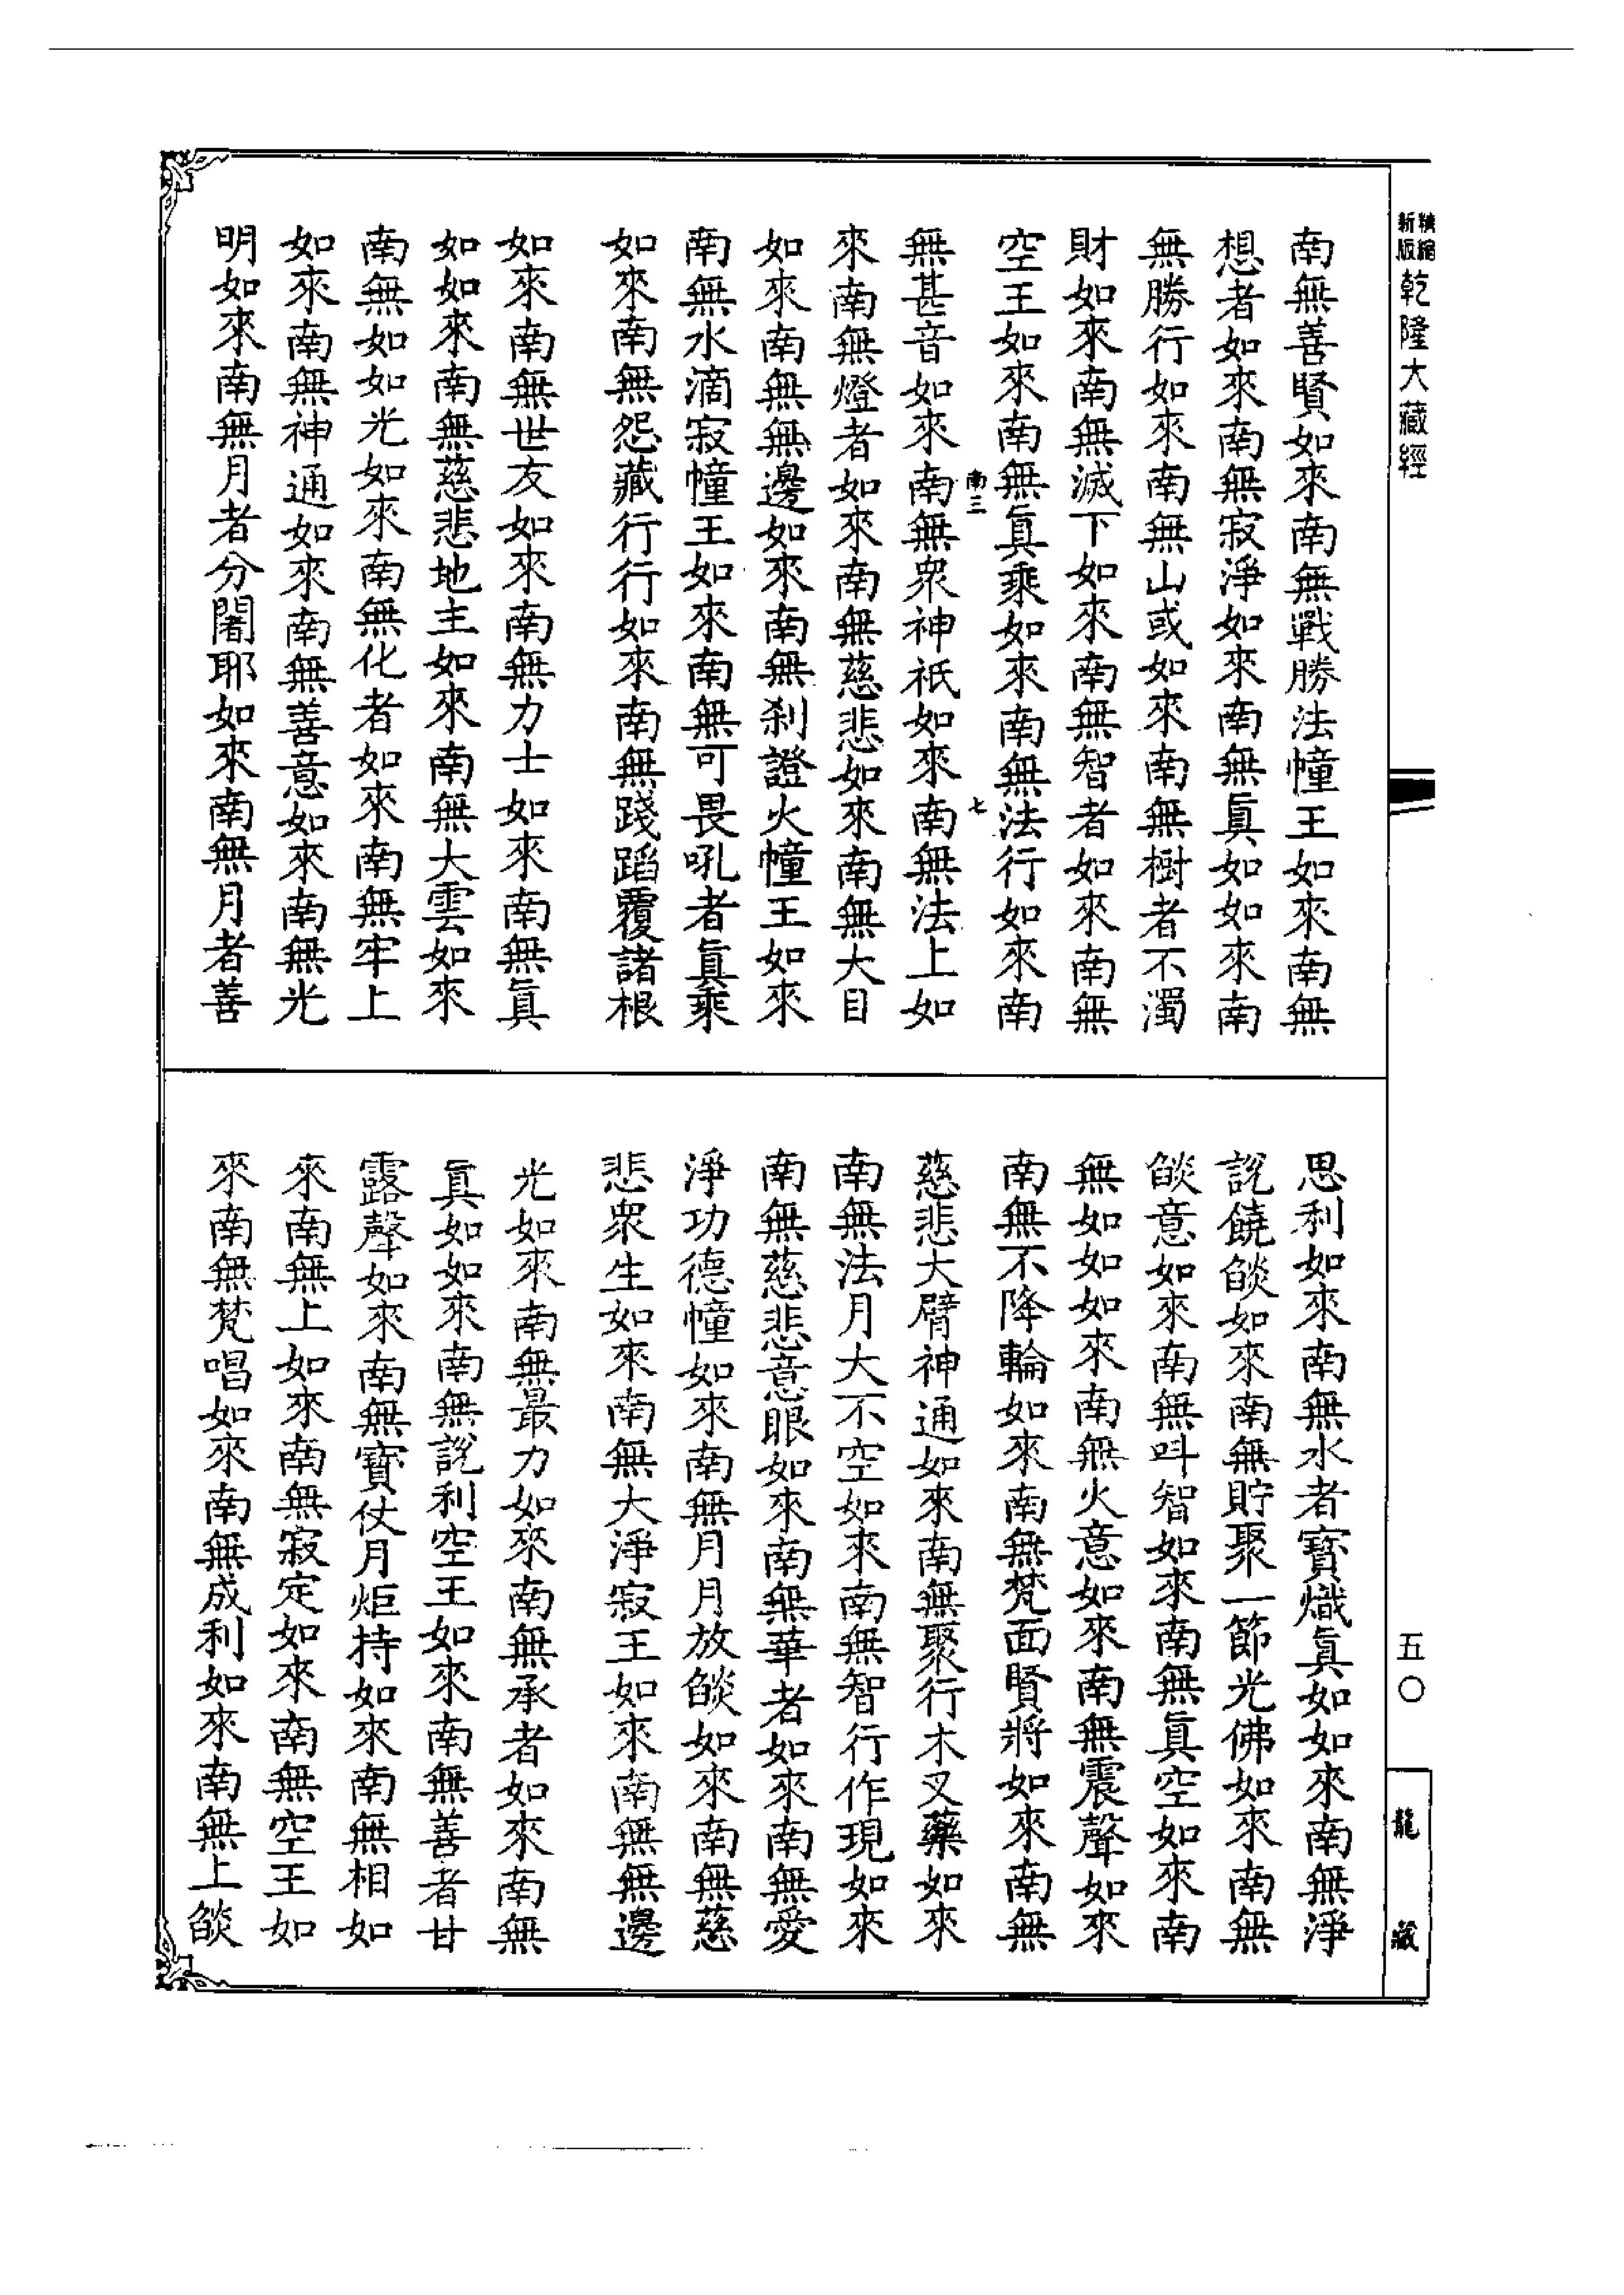 精縮新版乾隆大藏經
南無善賢如來南無戰勝法幢王如來南無
想者如來南無寂淨如來南無眞如如來南
無勝行如來南無山或如來南無樹者不濁
財如來南無滅下如來南無智者如來南無
空王如來南無眞乘如來南無法行如來南
南三 七
無甚音如來南無衆神祇如來南無法上如
來南無燈者如來南無慈悲如來南無大目
如來南無無邊如來南無刹證火幢王如來
南無水滴寂幢王如來南無可畏吼者眞乘
如來南無怨藏行行如來南無踐蹈覆諸根
如來南無世友如來南無力士如來南無眞
如如來南無慈悲地主如來南無大雲如來
南無如光如來南無化者如來南無牢上
如來南無神通如來南無善意如來南無光
明如來南無月者分闍耶如來南無月者善
思利如來南無水者寶熾眞如如來南無淨
說饒燄如來南無貯聚一節光佛如來南無
燄意如來南無呌智如來南無眞空如來南
無如如如來南無火意如來南無震聲如來
南無不降輪如來南無梵面賢將如來南無
慈悲大臂神通如來南無聚行木叉藥如來
南無法月大不空如來南無智行作現如來
南無慈悲意眼如來南無華者如來南無愛
淨功德幢如來南無月月放燄如來南無慈
悲衆生如來南無大淨寂王如來南無無邊
光如來南無最力如來南無承者如來南無
眞如如來南無說利空王如來南無善者甘
露聲如來南無寶仗月炬持如來南無相如
來南無上如來南無寂定如來南無空王如
來南無梵唱如來南無成利如來南無上燄
五〇
龍藏